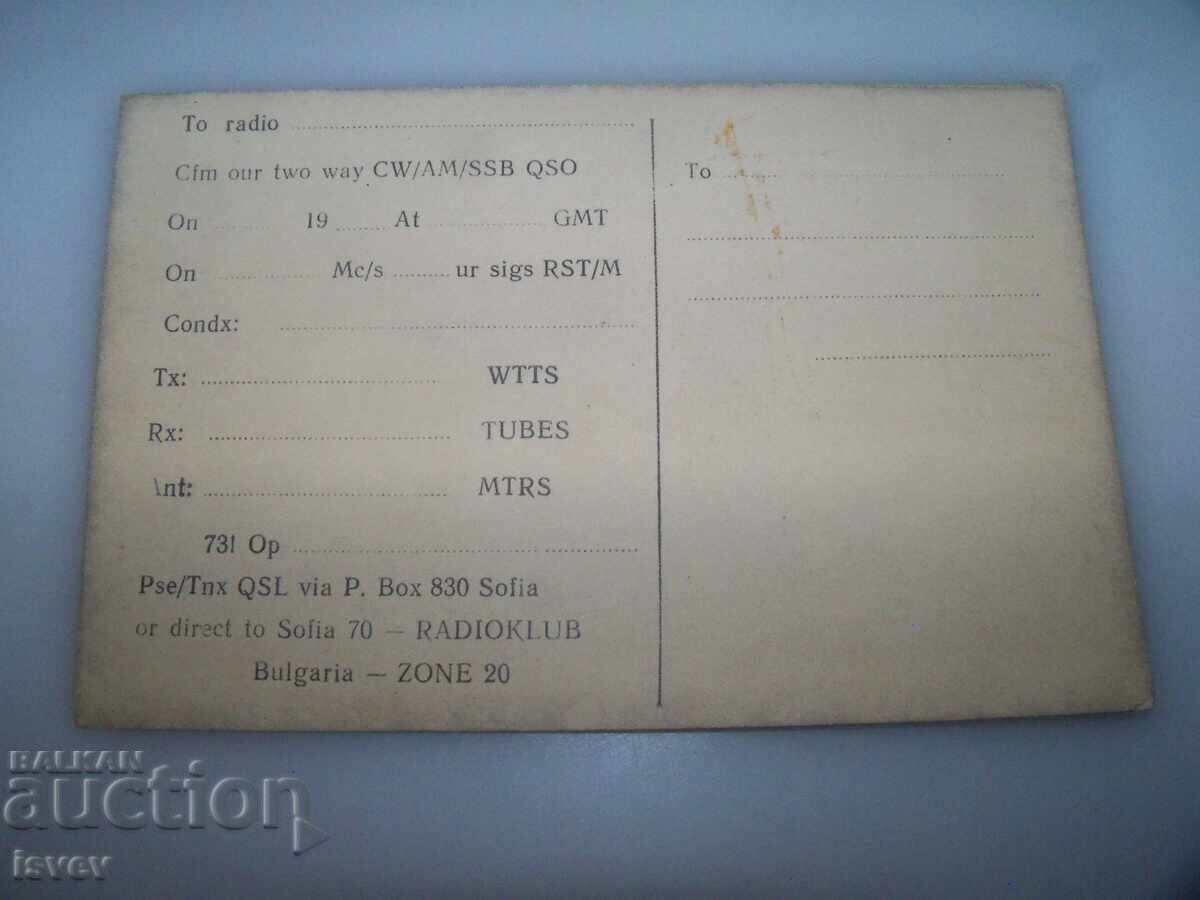 To radio
Cfm our two way CW/AM/SSB QSO
On 19 At GMT
On Mc/s ur sigs RST/M
Condx:
Tx: WTTS
Rx: TUBES
Ant: MTRS
731 Op
Pse/Tnx QSL via P. Box 830 Sofia
or direct to Sofia 70 — RADIOKLUB
Bulgaria — ZONE 20
To
BALKAN
auction
isvev